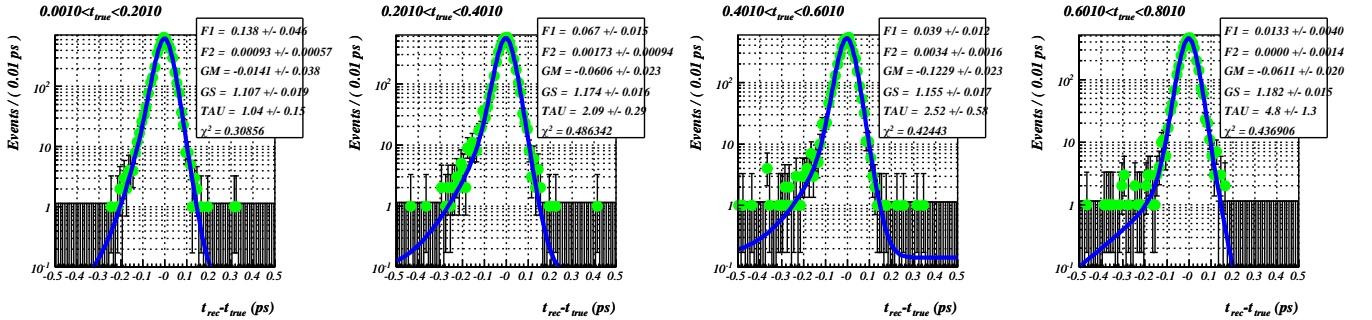 0.0010<t_true<0.2010
F1 = 0.138 +/- 0.046
F2 = 0.00093 +/- 0.00057
GM = -0.0141 +/- 0.038
GS = 1.107 +/- 0.019
TAU = 1.04 +/- 0.15
χ² = 0.30856
Events / ( 0.01 ps )
10²
10
1
10⁻¹
-0.5 -0.4 -0.3 -0.2 -0.1 -0 0.1 0.2 0.3 0.4 0.5
t_rec-t_true (ps)
0.2010<t_true<0.4010
F1 = 0.067 +/- 0.015
F2 = 0.00173 +/- 0.00094
GM = -0.0606 +/- 0.023
GS = 1.174 +/- 0.016
TAU = 2.09 +/- 0.29
χ² = 0.486342
Events / ( 0.01 ps )
10²
10
1
10⁻¹
-0.5 -0.4 -0.3 -0.2 -0.1 -0 0.1 0.2 0.3 0.4 0.5
t_rec-t_true (ps)
0.4010<t_true<0.6010
F1 = 0.039 +/- 0.012
F2 = 0.0034 +/- 0.0016
GM = -0.1229 +/- 0.023
GS = 1.155 +/- 0.017
TAU = 2.52 +/- 0.58
χ² = 0.42443
Events / ( 0.01 ps )
10²
10
1
10⁻¹
-0.5 -0.4 -0.3 -0.2 -0.1 -0 0.1 0.2 0.3 0.4 0.5
t_rec-t_true (ps)
0.6010<t_true<0.8010
F1 = 0.0133 +/- 0.0040
F2 = 0.0000 +/- 0.0014
GM = -0.0611 +/- 0.020
GS = 1.182 +/- 0.015
TAU = 4.8 +/- 1.3
χ² = 0.436906
Events / ( 0.01 ps )
10²
10
1
10⁻¹
-0.5 -0.4 -0.3 -0.2 -0.1 -0 0.1 0.2 0.3 0.4 0.5
t_rec-t_true (ps)